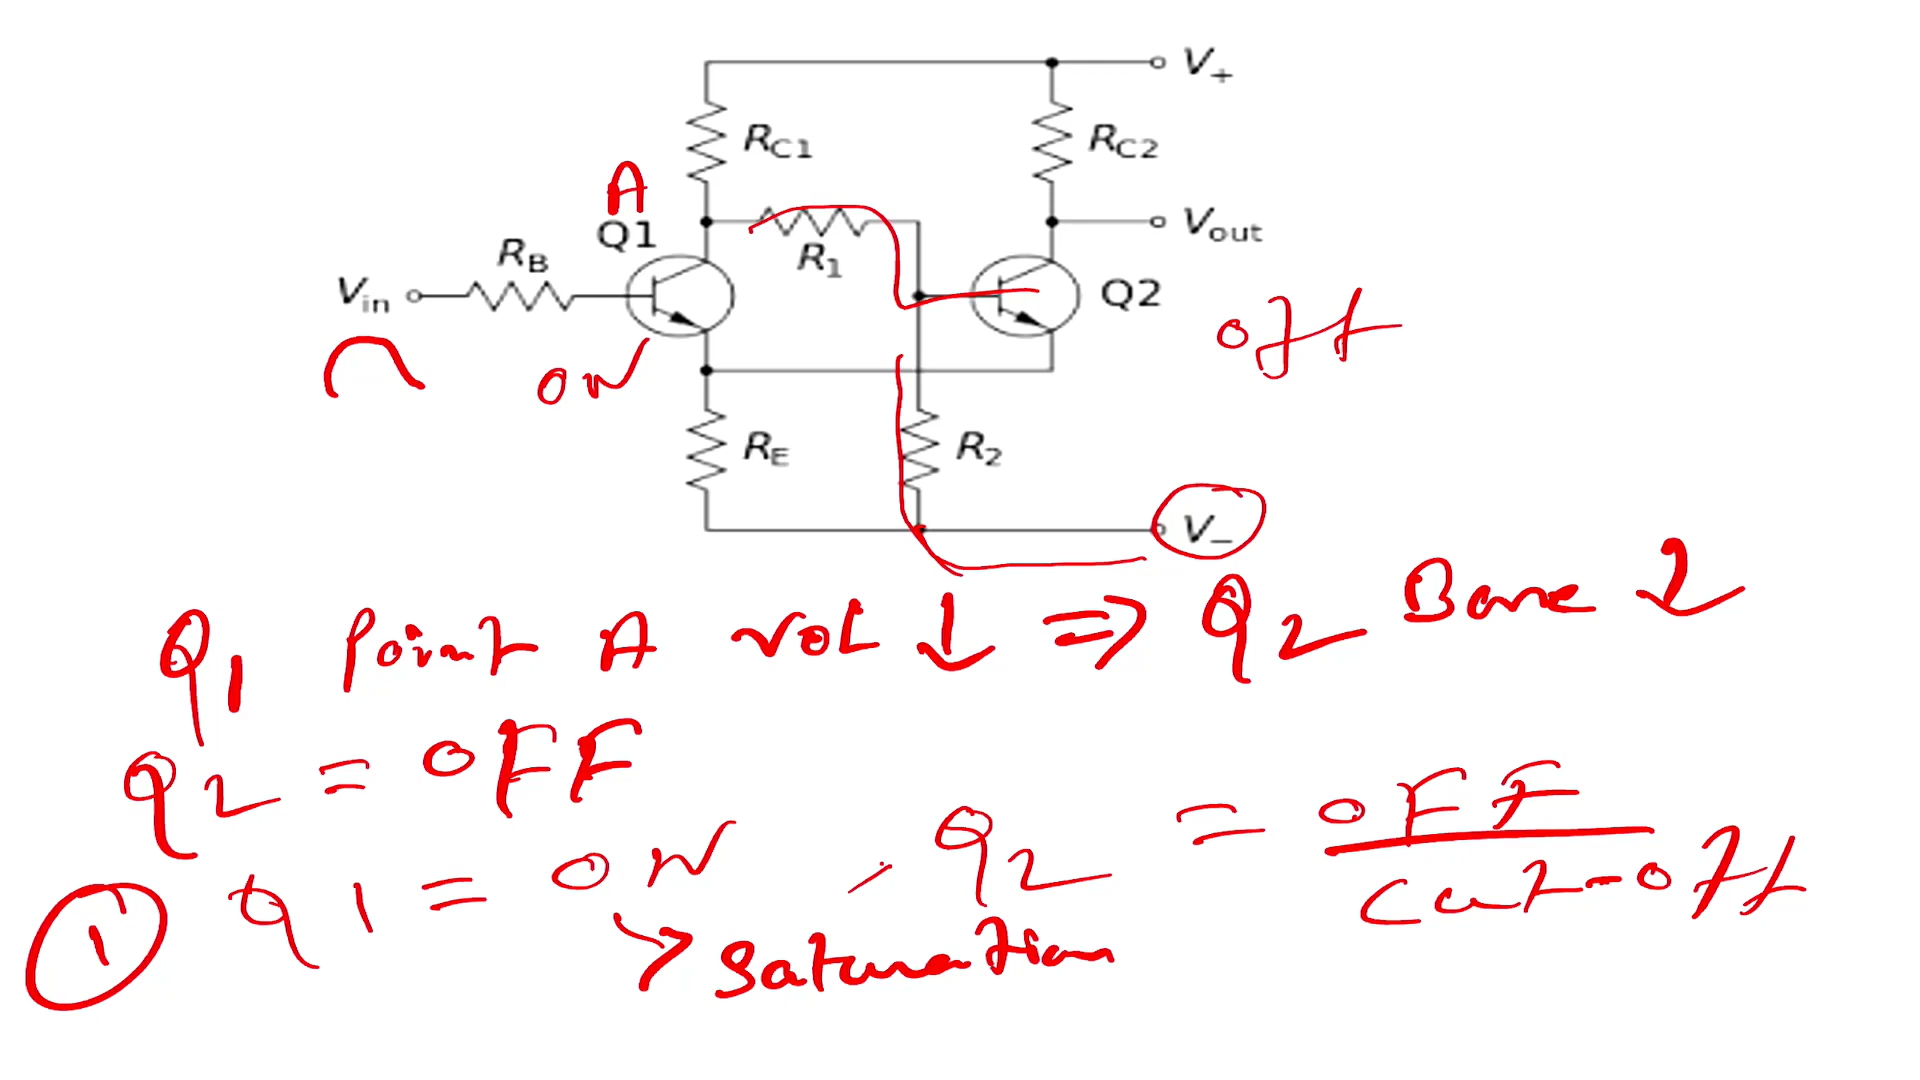 V+
RC1
RC2
A
Q1
Vout
RB
R1
Vin
Q2
off
ON
RE
R2
V−
Q1 Point A vol ↓ ⇒ Q2 Base ↓
Q2 = OFF
① Q1 = ON , Q2 = OFF
cut-off
→ saturation